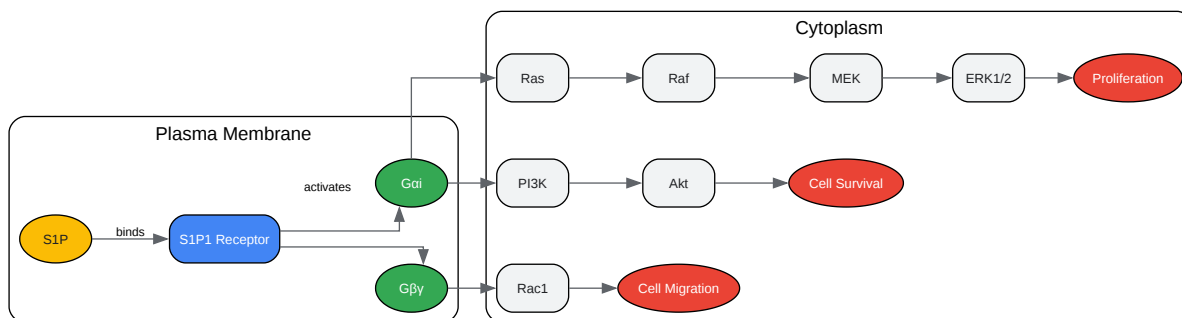 Cytoplasm
Ras
Raf
MEK
ERK1/2
Proliferation
Plasma Membrane
activates
Gαi
PI3K
Akt
Cell Survival
S1P
binds
S1P1 Receptor
Gβγ
Rac1
Cell Migration